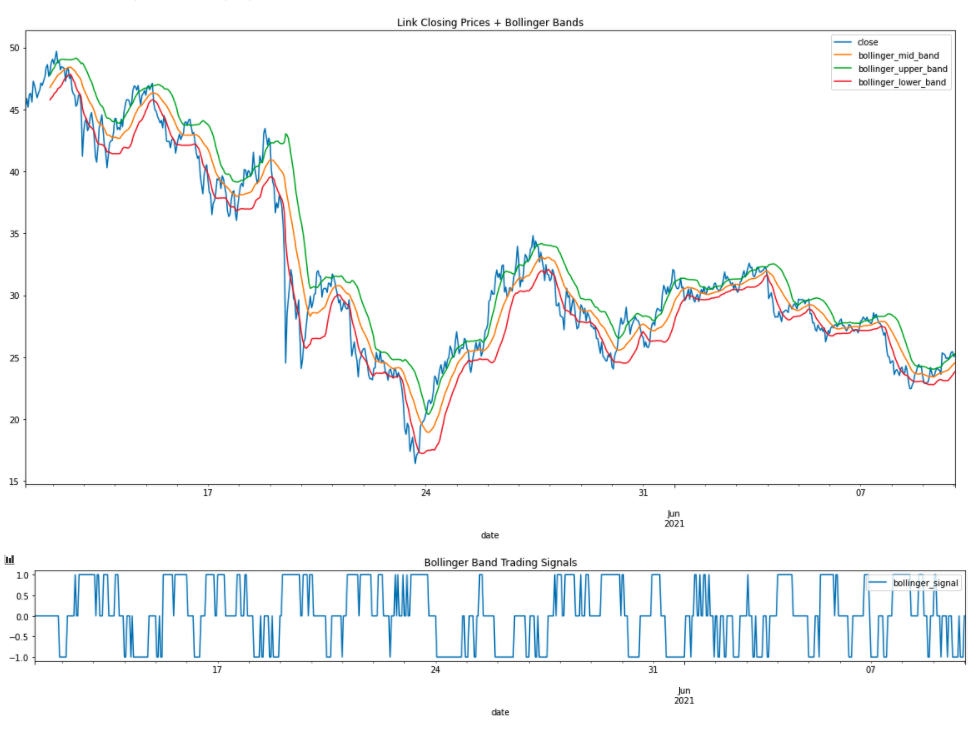 Link Closing Prices + Bollinger Bands
close
bollinger_mid_band
bollinger_upper_band
bollinger_lower_band
50
45
40
35
30
25
20
15
17
24
31
07
Jun
2021
date
Bollinger Band Trading Signals
bollinger_signal
1.0
0.5
0.0
−0.5
−1.0
17
24
31
07
Jun
2021
date